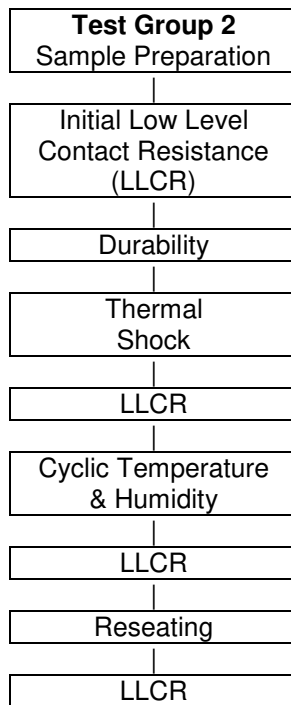 Test Group 2
Sample Preparation
Initial Low Level
Contact Resistance
(LLCR)
Durability
Thermal
Shock
LLCR
Cyclic Temperature
& Humidity
LLCR
Reseating
LLCR